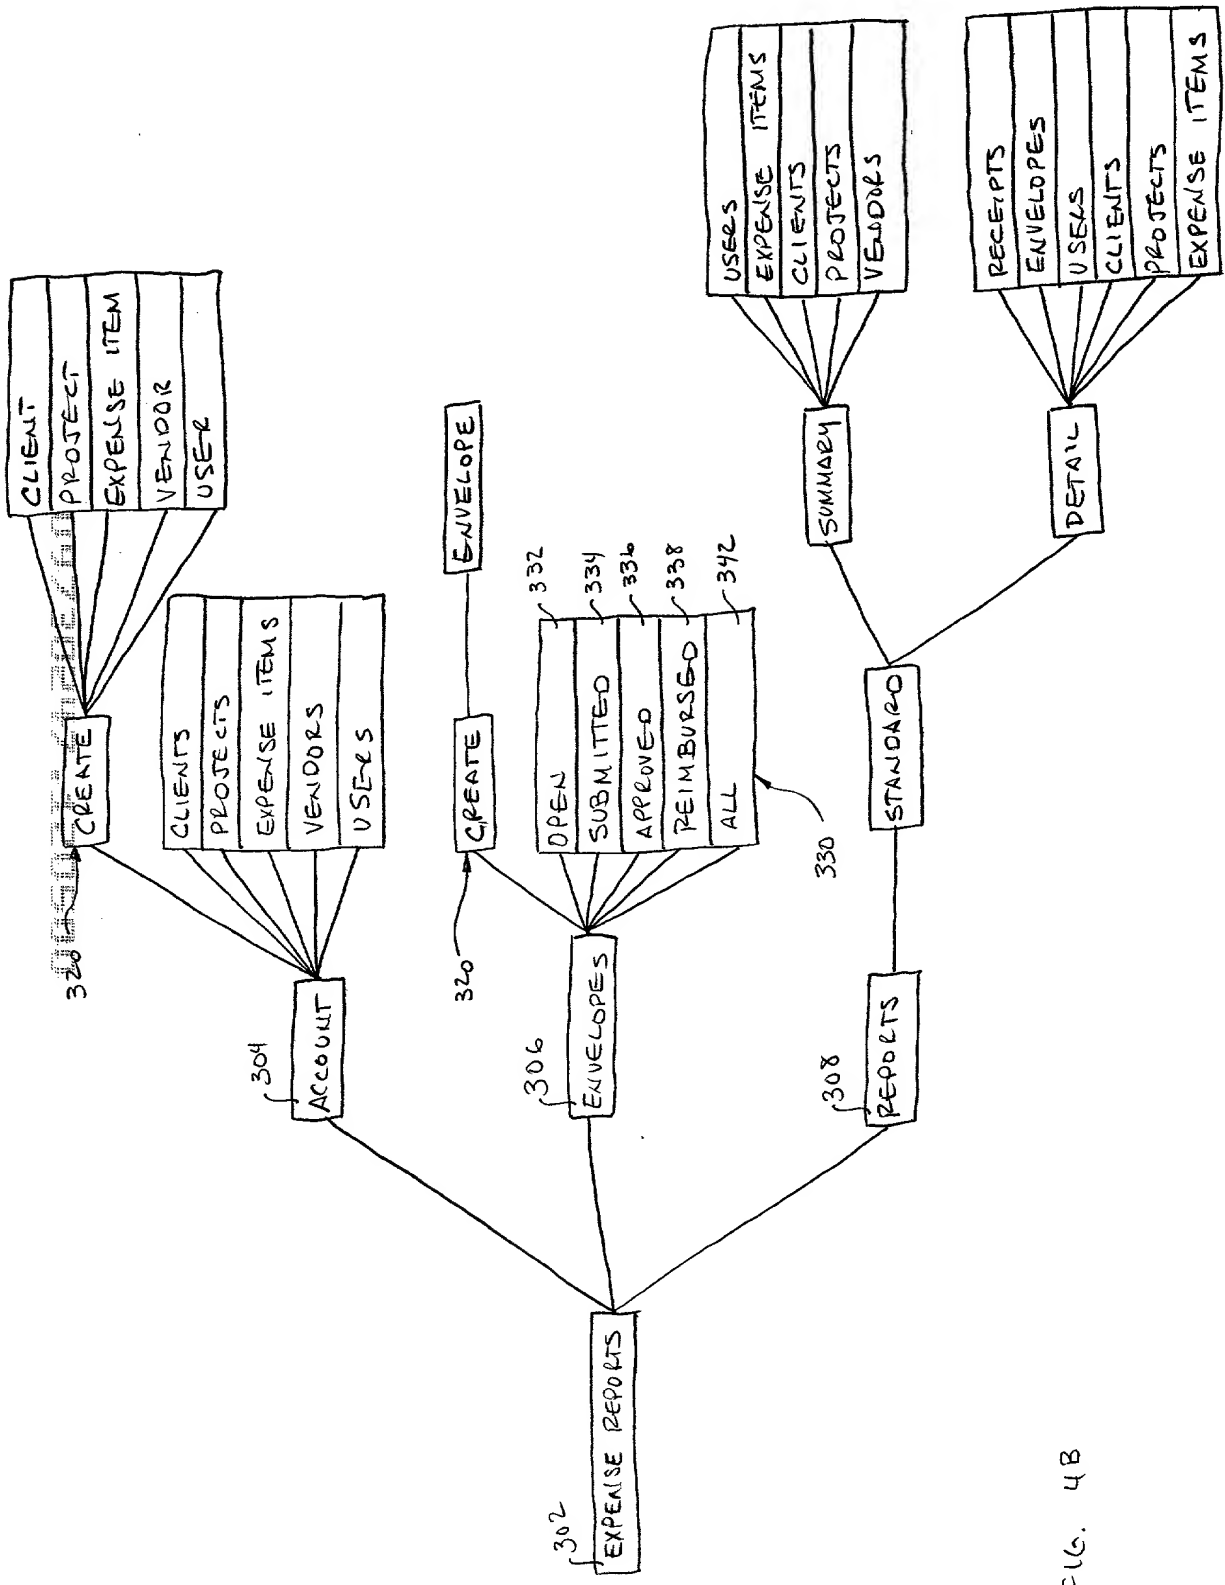 CLIENT
PROJECT
EXPENSE ITEM
VENDOR
USER
320
CREATE
CLIENTS
PROJECTS
EXPENSE ITEMS
VENDORS
USERS
304
ACCOUNT
320
CREATE
ENVELOPE
306
ENVELOPES
OPEN 332
SUBMITTED 334
APPROVED 336
REIMBURSED 338
ALL 342
330
302
EXPENSE REPORTS
308
REPORTS
STANDARD
SUMMARY
USERS
EXPENSE ITEMS
CLIENTS
PROJECTS
VENDORS
DETAIL
RECEIPTS
ENVELOPES
USERS
CLIENTS
PROJECTS
EXPENSE ITEMS
FIG. 4B